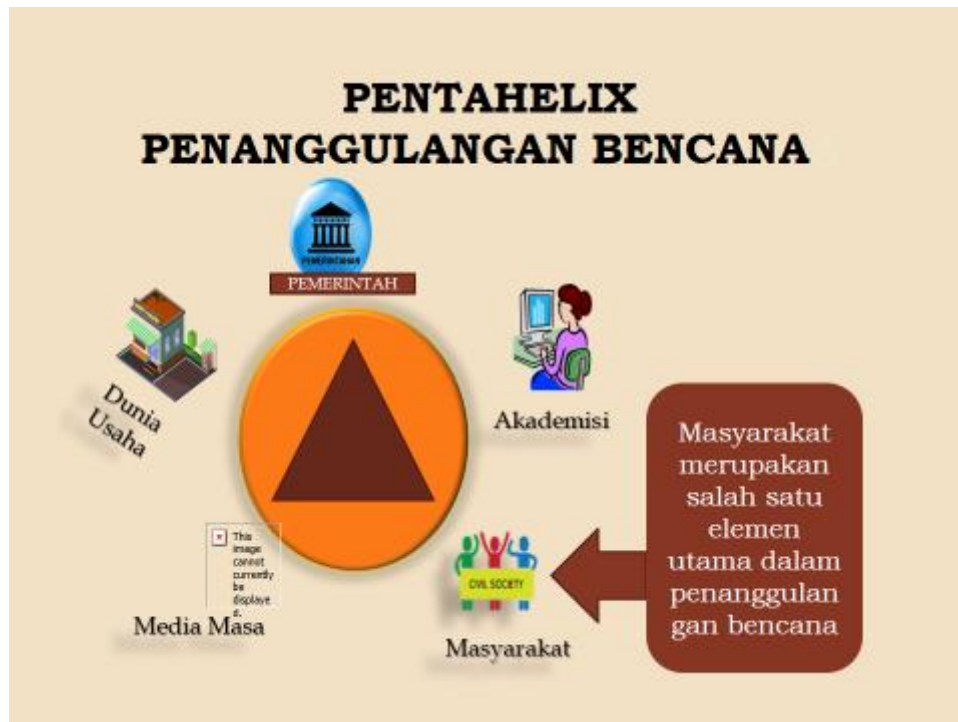 PENTAHELIX
PENANGGULANGAN BENCANA
PEMERINTAHAN
PEMERINTAH
Dunia
Usaha
Akademisi
Masyarakat
merupakan
salah satu
elemen
utama dalam
penanggulan
gan bencana
This
image
cannot
currently
be
displaye
d.
Media Masa
CIVIL SOCIETY
Masyarakat